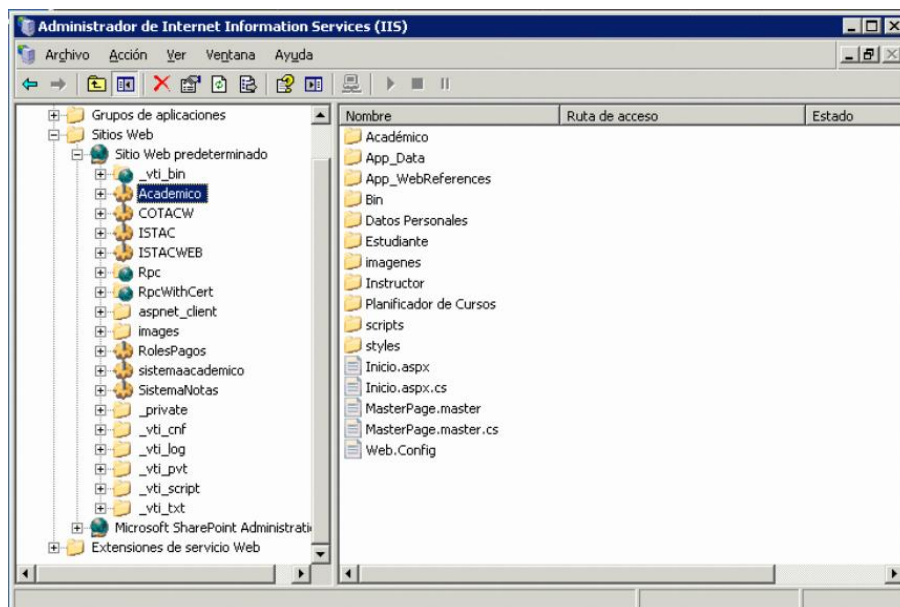 Administrador de Internet Information Services (IIS)
Archivo Acción Ver Ventana Ayuda
Grupos de aplicaciones
Sitios Web
Sitio Web predeterminado
_vti_bin
Academico
COTACW
ISTAC
ISTACWEB
Rpc
RpcWithCert
aspnet_client
images
RolesPagos
sistemaacademico
SistemaNotas
_private
_vti_cnf
_vti_log
_vti_pvt
_vti_script
_vti_txt
Microsoft SharePoint Administrati
Extensiones de servicio Web
Nombre Ruta de acceso Estado
Académico
App_Data
App_WebReferences
Bin
Datos Personales
Estudiante
imagenes
Instructor
Planificador de Cursos
scripts
styles
Inicio.aspx
Inicio.aspx.cs
MasterPage.master
MasterPage.master.cs
Web.Config